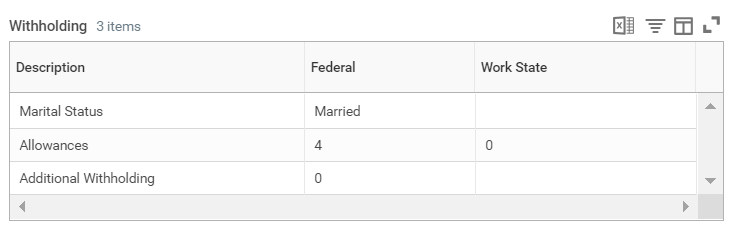 Withholding 3 items
Description Federal Work State
Marital Status Married
Allowances 4 0
Additional Withholding 0